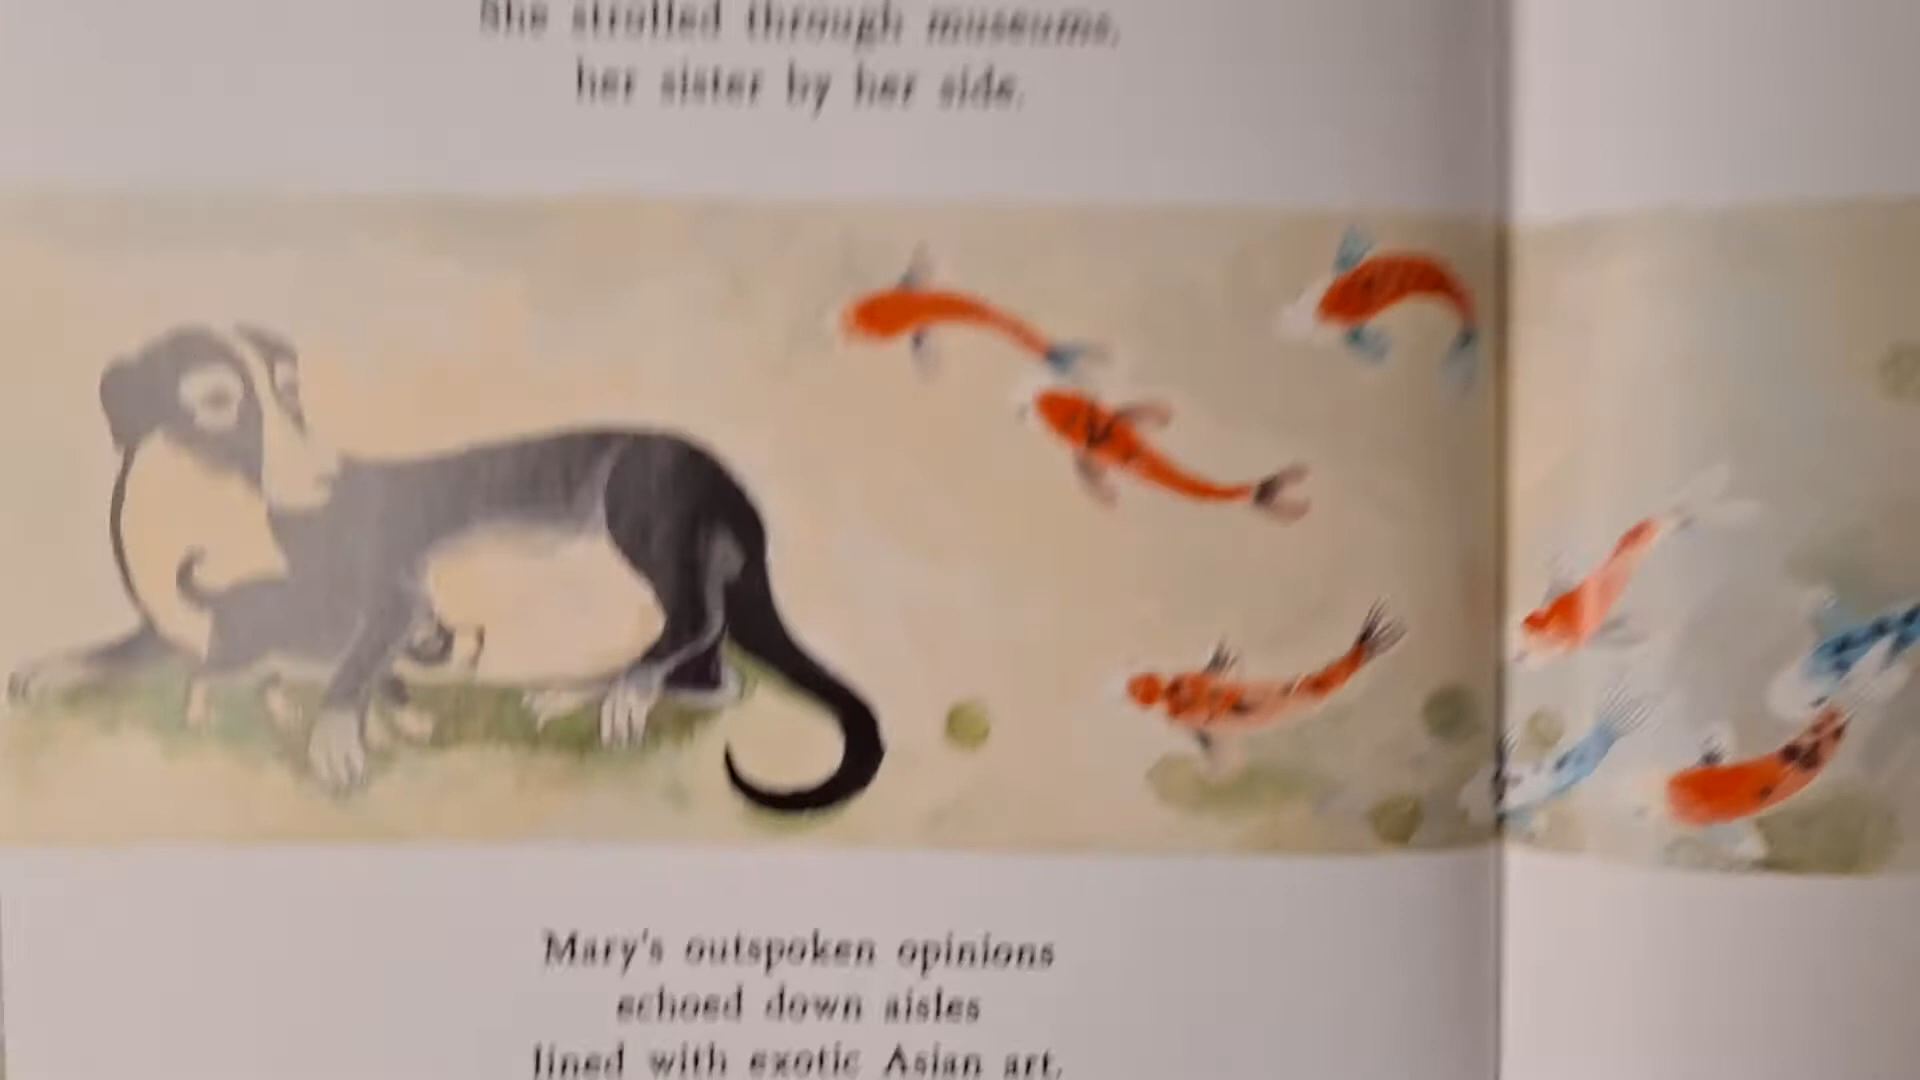 She strolled through museums,
her sister by her side.
Mary's outspoken opinions
echoed down aisles
lined with exotic Asian art.